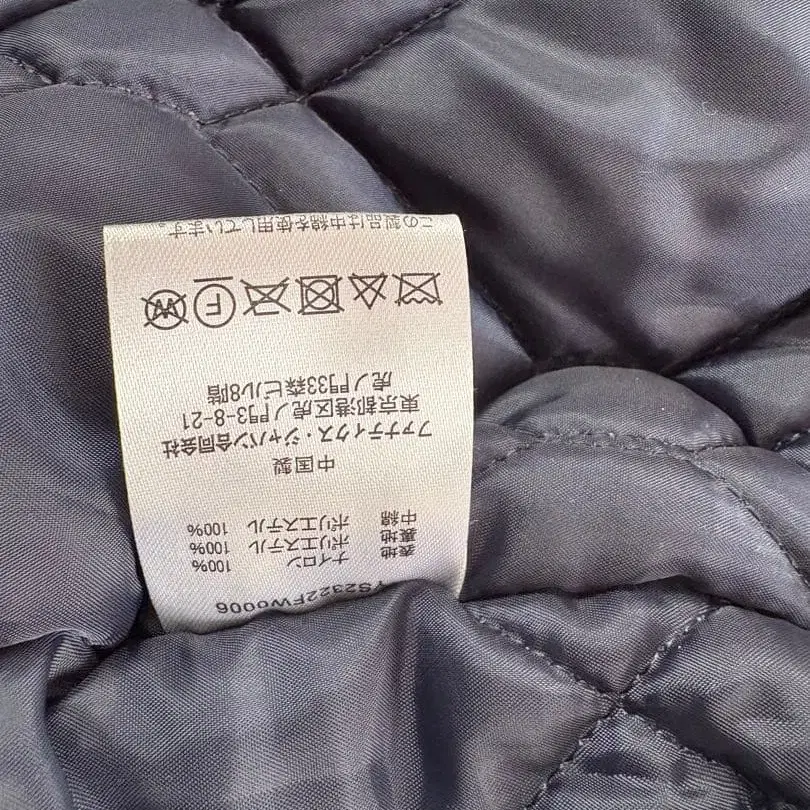 YS2322FW0006
表地 ナイロン 100%
裏地 ポリエステル 100%
中綿 ポリエステル 100%
中国製
ファナティクス・ジャパン合同会社
東京都港区虎ノ門3-8-21
虎ノ門33森ビル8階
F W
この製品は中綿を使用しています。